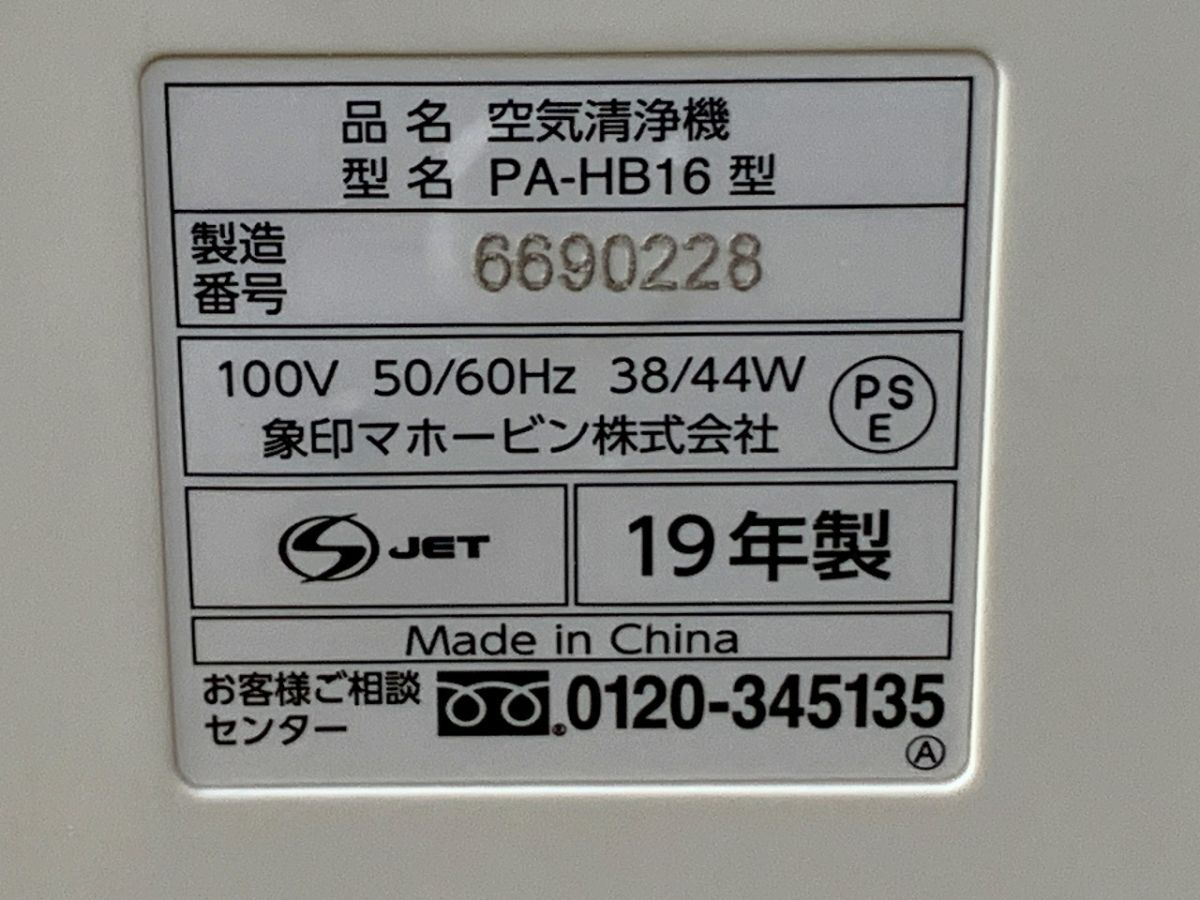 品名 空気清浄機
型名 PA-HB16 型
製造
番号
6690228
100V 50/60Hz 38/44W
象印マホービン株式会社
PS
E
JET
19年製
Made in China
お客様ご相談
センター
0120-345135
Ⓐ